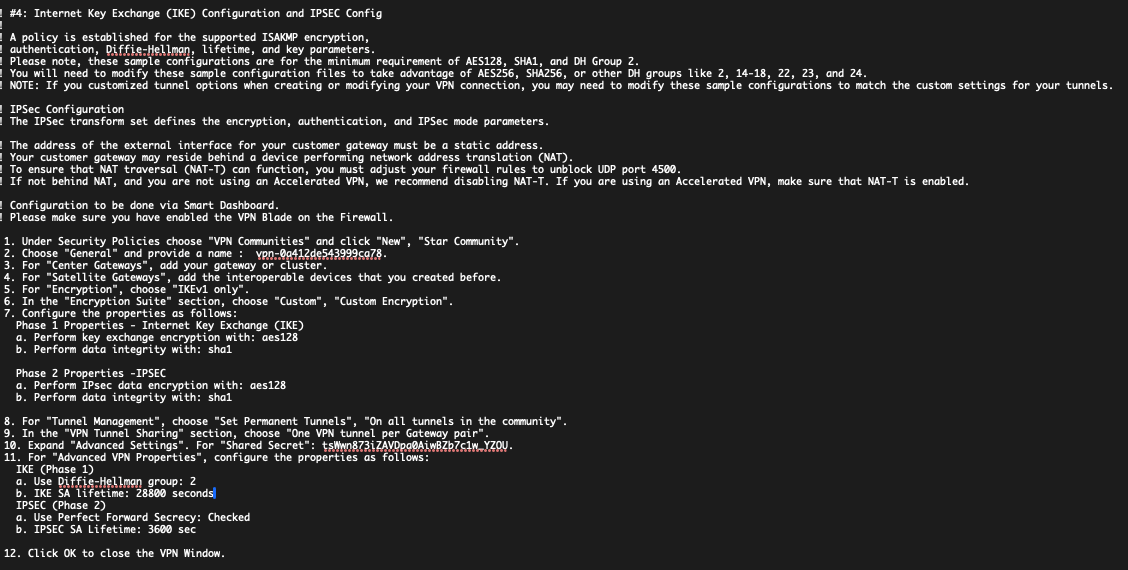 ! #4: Internet Key Exchange (IKE) Configuration and IPSEC Config
!
! A policy is established for the supported ISAKMP encryption,
! authentication, Diffie-Hellman, lifetime, and key parameters.
! Please note, these sample configurations are for the minimum requirement of AES128, SHA1, and DH Group 2.
! You will need to modify these sample configuration files to take advantage of AES256, SHA256, or other DH groups like 2, 14-18, 22, 23, and 24.
! NOTE: If you customized tunnel options when creating or modifying your VPN connection, you may need to modify these sample configurations to match the custom settings for your tunnels.
! IPSec Configuration
! The IPSec transform set defines the encryption, authentication, and IPSec mode parameters.
! The address of the external interface for your customer gateway must be a static address.
! Your customer gateway may reside behind a device performing network address translation (NAT).
! To ensure that NAT traversal (NAT-T) can function, you must adjust your firewall rules to unblock UDP port 4500.
! If not behind NAT, and you are not using an Accelerated VPN, we recommend disabling NAT-T. If you are using an Accelerated VPN, make sure that NAT-T is enabled.
! Configuration to be done via Smart Dashboard.
! Please make sure you have enabled the VPN Blade on the Firewall.
1. Under Security Policies choose "VPN Communities" and click "New", "Star Community".
2. Choose "General" and provide a name :  vpn-0a412de543999ca78.
3. For "Center Gateways", add your gateway or cluster.
4. For "Satellite Gateways", add the interoperable devices that you created before.
5. For "Encryption", choose "IKEv1 only".
6. In the "Encryption Suite" section, choose "Custom", "Custom Encryption".
7. Configure the properties as follows:
Phase 1 Properties - Internet Key Exchange (IKE)
a. Perform key exchange encryption with: aes128
b. Perform data integrity with: sha1
Phase 2 Properties -IPSEC
a. Perform IPsec data encryption with: aes128
b. Perform data integrity with: sha1
8. For "Tunnel Management", choose "Set Permanent Tunnels", "On all tunnels in the community".
9. In the "VPN Tunnel Sharing" section, choose "One VPN tunnel per Gateway pair".
10. Expand "Advanced Settings". For "Shared Secret": tsWwn873iZAVDpa0AiwBZb7c1w_YZOU.
11. For "Advanced VPN Properties", configure the properties as follows:
IKE (Phase 1)
a. Use Diffie-Hellman group: 2
b. IKE SA lifetime: 28800 seconds
IPSEC (Phase 2)
a. Use Perfect Forward Secrecy: Checked
b. IPSEC SA Lifetime: 3600 sec
12. Click OK to close the VPN Window.